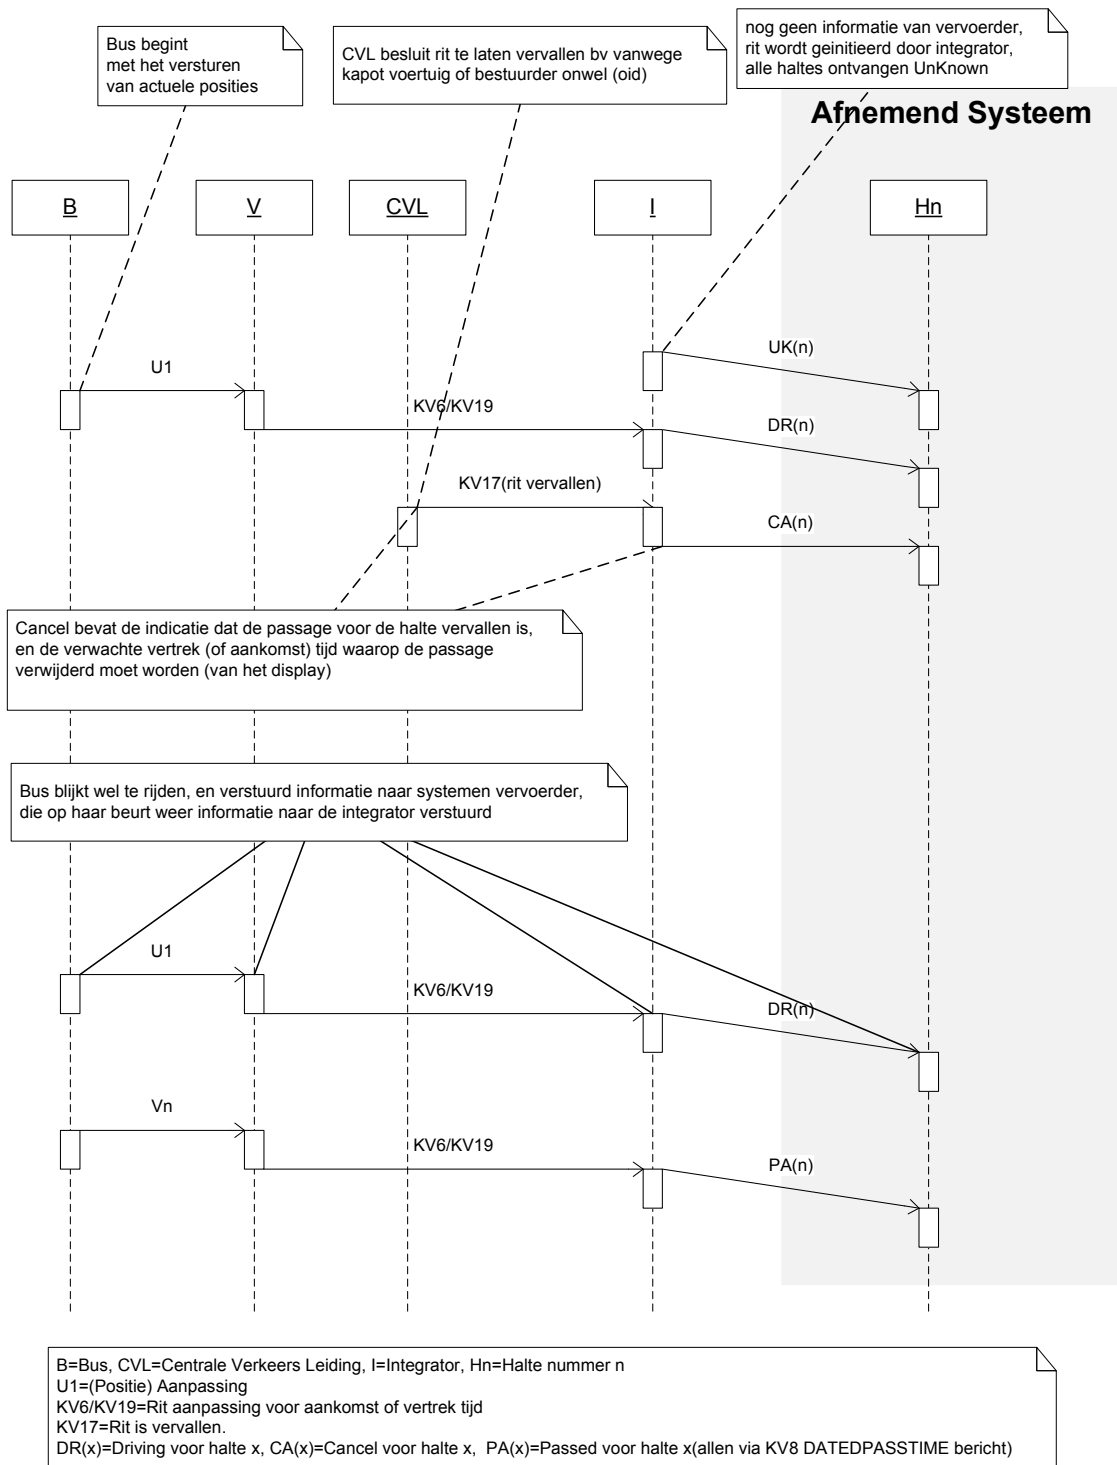 Bus begint
met het versturen
van actuele posities
CVL besluit rit te laten vervallen bv vanwege
kapot voertuig of bestuurder onwel (oid)
nog geen informatie van vervoerder,
rit wordt geinitieerd door integrator,
alle haltes ontvangen UnKnown
Afnemend Systeem
B
V
CVL
I
Hn
UK(n)
U1
KV6/KV19
DR(n)
KV17(rit vervallen)
CA(n)
Cancel bevat de indicatie dat de passage voor de halte vervallen is,
en de verwachte vertrek (of aankomst) tijd waarop de passage
verwijderd moet worden (van het display)
Bus blijkt wel te rijden, en verstuurd informatie naar systemen vervoerder,
die op haar beurt weer informatie naar de integrator verstuurd
U1
KV6/KV19
DR(n)
Vn
KV6/KV19
PA(n)
B=Bus, CVL=Centrale Verkeers Leiding, I=Integrator, Hn=Halte nummer n
U1=(Positie) Aanpassing
KV6/KV19=Rit aanpassing voor aankomst of vertrek tijd
KV17=Rit is vervallen.
DR(x)=Driving voor halte x, CA(x)=Cancel voor halte x,  PA(x)=Passed voor halte x(allen via KV8 DATEDPASSTIME bericht)